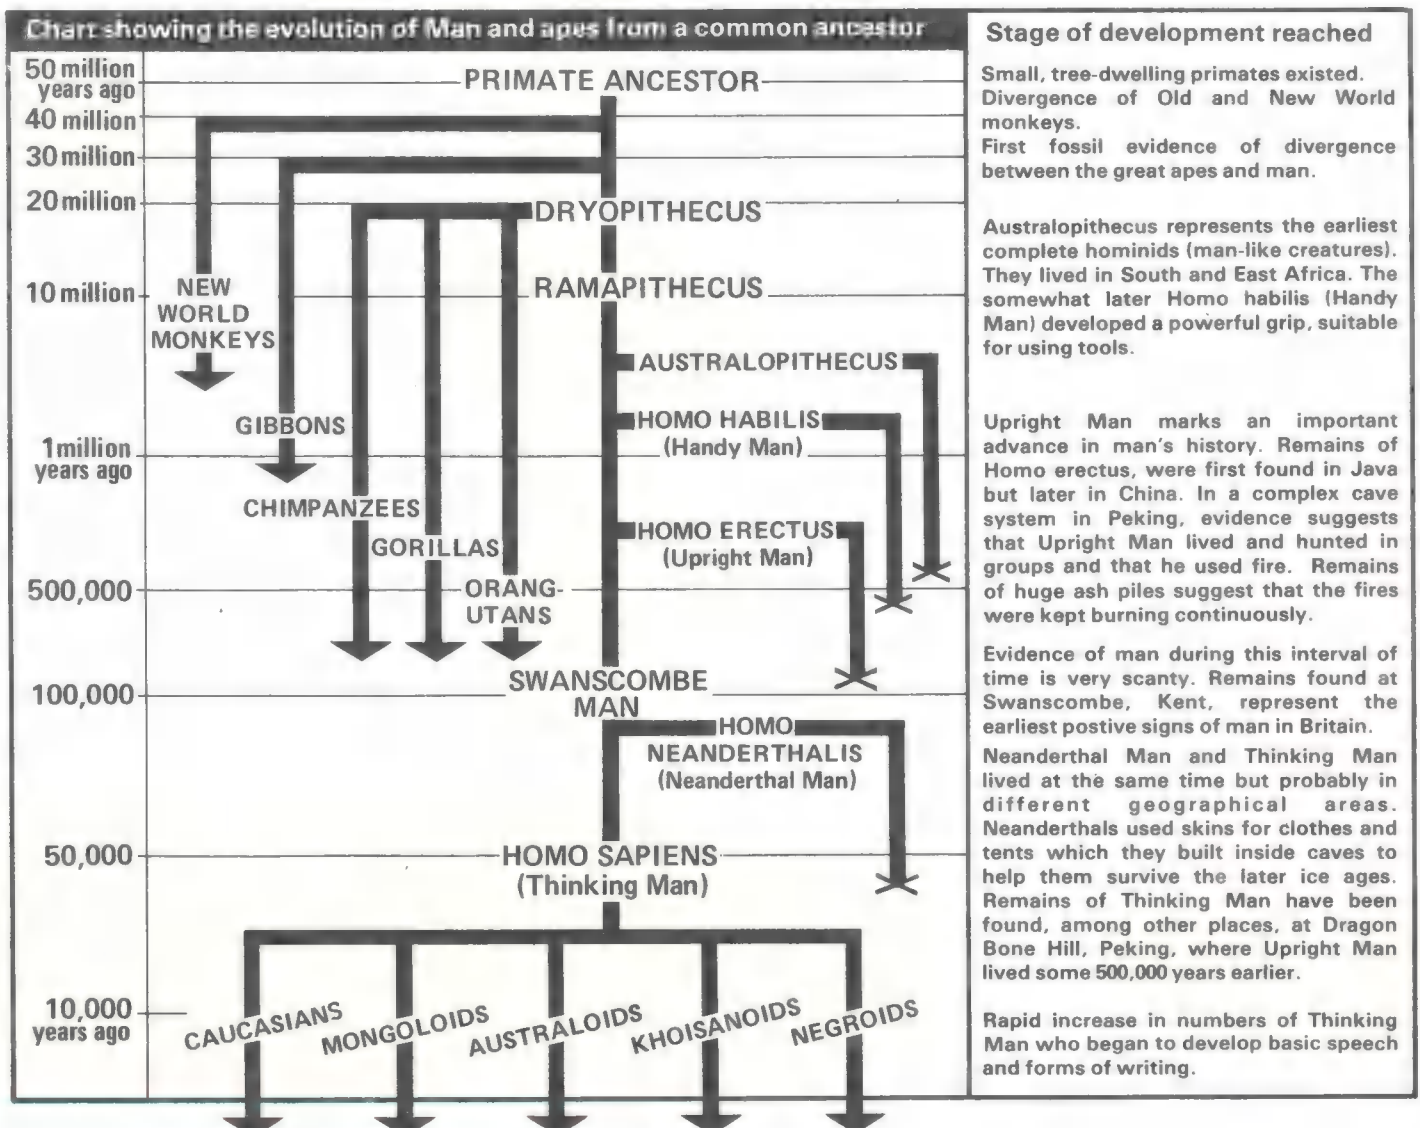 Chart showing the evolution of Man and apes from a common ancestor
50 million
years ago
PRIMATE ANCESTOR
40 million
30 million
20 million
DRYOPITHECUS
NEW
WORLD
MONKEYS
10 million
RAMAPITHECUS
AUSTRALOPITHECUS
GIBBONS
HOMO HABILIS
(Handy Man)
1 million
years ago
CHIMPANZEES
GORILLAS
HOMO ERECTUS
(Upright Man)
500,000
ORANG-
UTANS
SWANSCOMBE
MAN
100,000
HOMO
NEANDERTHALIS
(Neanderthal Man)
50,000
HOMO SAPIENS
(Thinking Man)
10,000
years ago
CAUCASIANS
MONGOLOIDS
AUSTRALOIDS
KHOISANOIDS
NEGROIDS
Stage of development reached
Small, tree-dwelling primates existed.
Divergence of Old and New World
monkeys.
First fossil evidence of divergence
between the great apes and man.
Australopithecus represents the earliest
complete hominids (man-like creatures).
They lived in South and East Africa. The
somewhat later Homo habilis (Handy
Man) developed a powerful grip, suitable
for using tools.
Upright Man marks an important
advance in man's history. Remains of
Homo erectus, were first found in Java
but later in China. In a complex cave
system in Peking, evidence suggests
that Upright Man lived and hunted in
groups and that he used fire. Remains
of huge ash piles suggest that the fires
were kept burning continuously.
Evidence of man during this interval of
time is very scanty. Remains found at
Swanscombe, Kent, represent the
earliest postive signs of man in Britain.
Neanderthal Man and Thinking Man
lived at the same time but probably in
different geographical areas.
Neanderthals used skins for clothes and
tents which they built inside caves to
help them survive the later ice ages.
Remains of Thinking Man have been
found, among other places, at Dragon
Bone Hill, Peking, where Upright Man
lived some 500,000 years earlier.
Rapid increase in numbers of Thinking
Man who began to develop basic speech
and forms of writing.